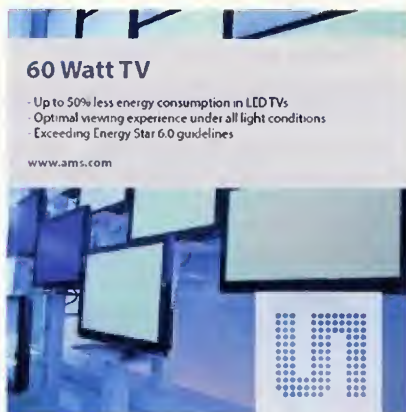 60 Watt TV
- Up to 50% less energy consumption in LED TVs
- Optimal viewing experience under all light conditions
- Exceeding Energy Star 6.0 guidelines
www.ams.com